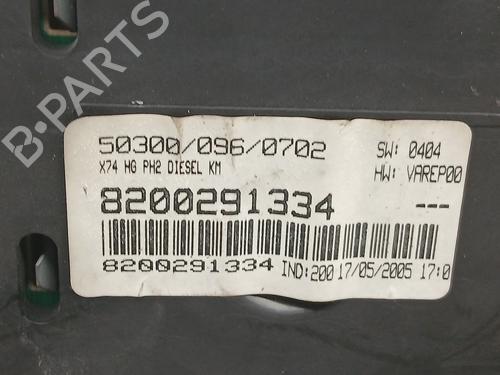 B-PARTS
50300/096/0702
SW: 0404
X74 HG PH2 DIESEL KM
HW: VAREP00
8200291334
---
8200291334
IND:200
17/05/2005 17:0